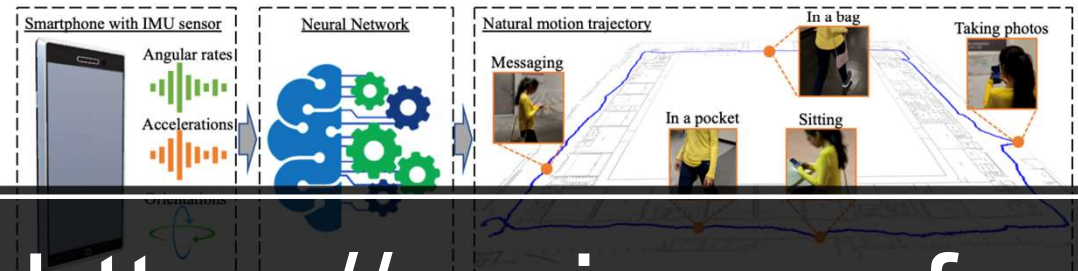 Smartphone with IMU sensor
Angular rates
Accelerations
Orientations
Neural Network
Natural motion trajectory
In a bag
Taking photos
Messaging
In a pocket
Sitting